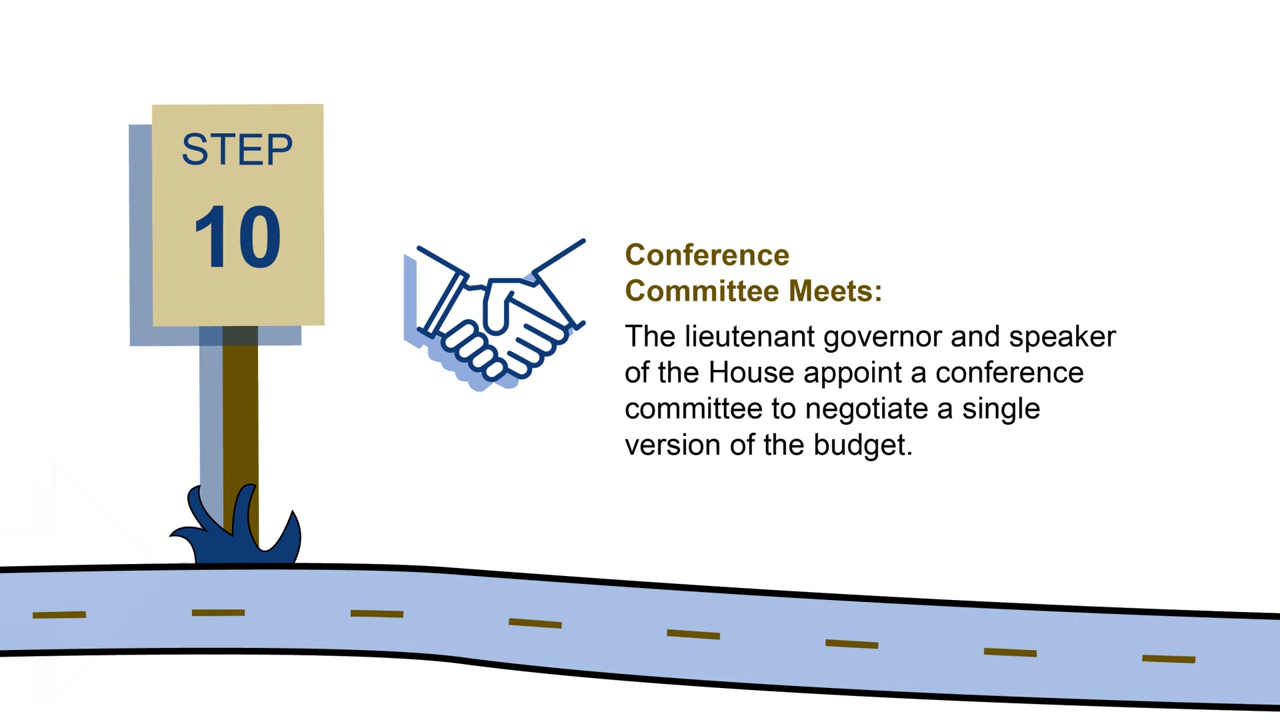 STEP
10
Conference
Committee Meets:
The lieutenant governor and speaker
of the House appoint a conference
committee to negotiate a single
version of the budget.